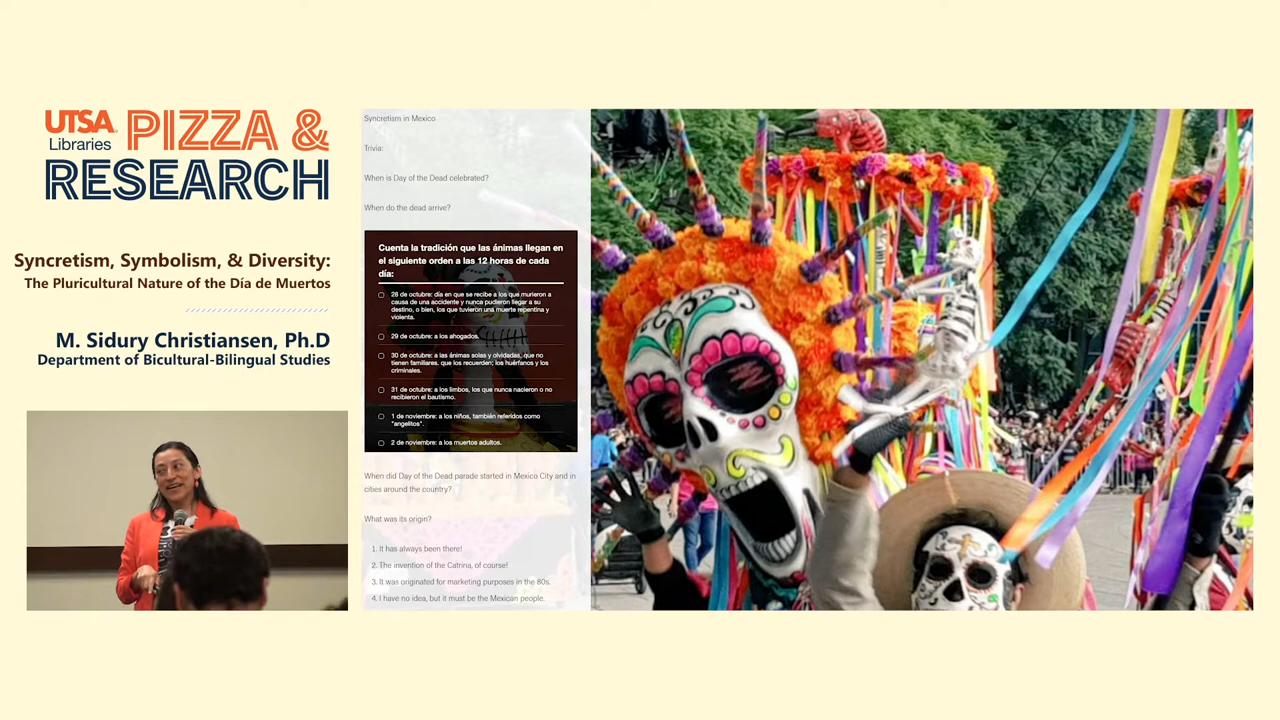 UTSA
Libraries
PIZZA &
RESEARCH
Syncretism, Symbolism, & Diversity:
The Pluricultural Nature of the Día de Muertos
M. Sidury Christiansen, Ph.D
Department of Bicultural-Bilingual Studies
Syncretism in Mexico
Trivia:
When is Day of the Dead celebrated?
When do the dead arrive?
Cuenta la tradición que las ánimas llegan en
el siguiente orden a las 12 horas de cada
día:
28 de octubre: día en que se recibe a los que murieron a
causa de una accidente y nunca pudieron llegar a su
destino, o bien, los que tuvieron una muerte repentina y
violenta.
29 de octubre: a los ahogados.
30 de octubre: a las ánimas solas y olvidadas, que no
tienen familiares. que los recuerden; los huérfanos y los
criminales.
31 de octubre: a los limbos, los que nunca nacieron o no
recibieron el bautismo.
1 de noviembre: a los niños, también referidos como
"angelitos".
2 de noviembre: a los muertos adultos.
When did Day of the Dead parade started in Mexico City and in
cities around the country?
What was its origin?
1. It has always been there!
2. The invention of the Catrina, of course!
3. It was originated for marketing purposes in the 80s.
4. I have no idea, but it must be the Mexican people.